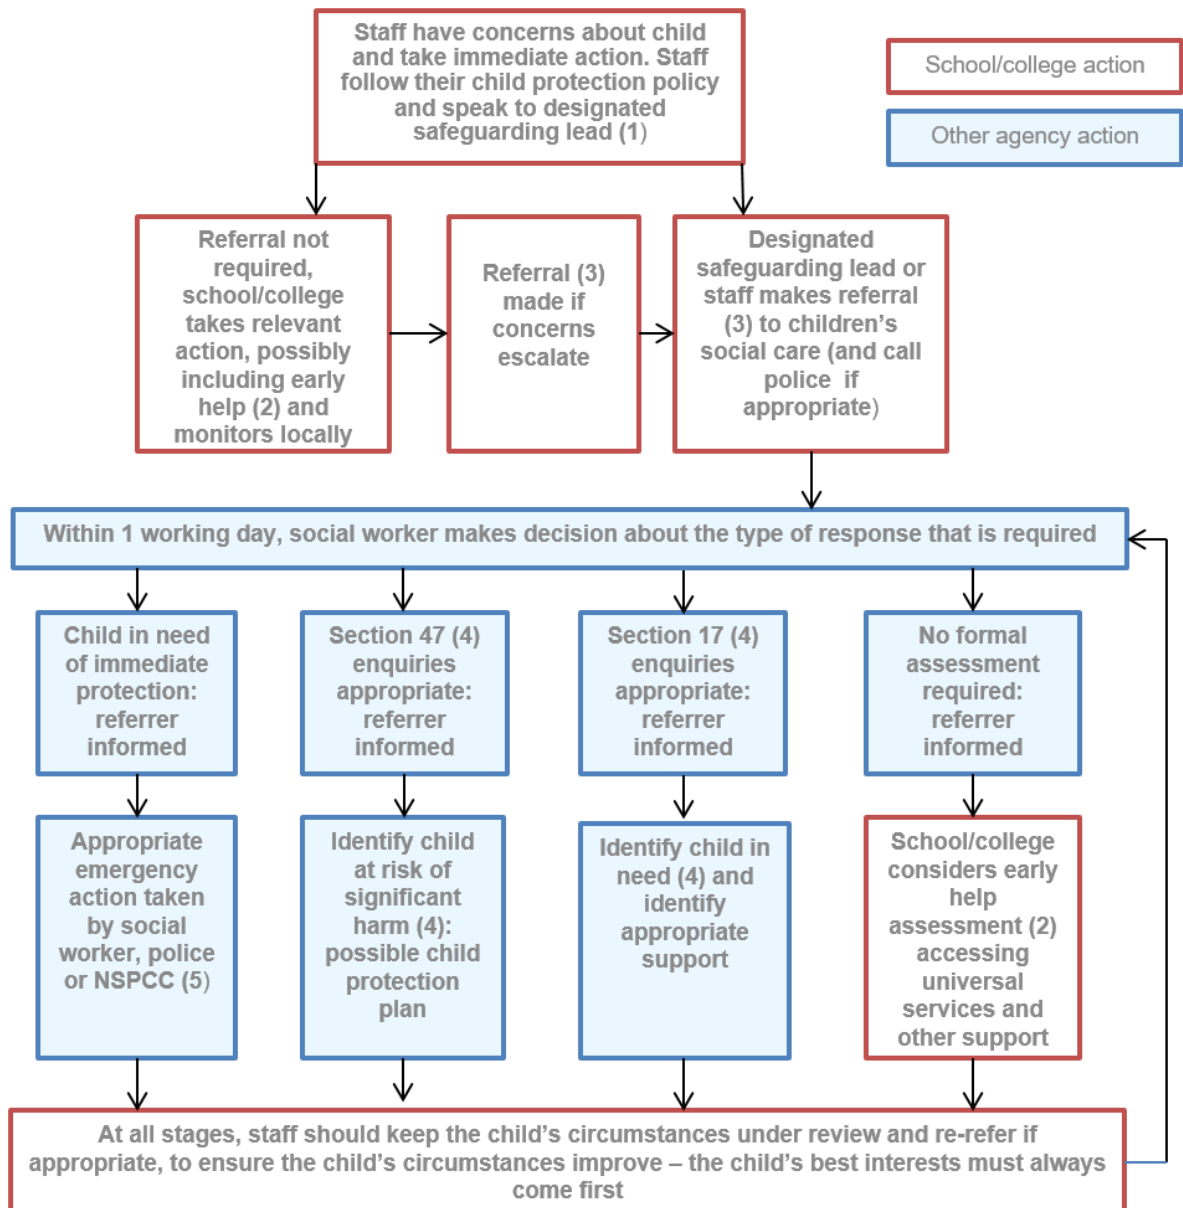 Staff have concerns about child
and take immediate action. Staff
follow their child protection policy
and speak to designated
safeguarding lead (1)
School/college action
Other agency action
Referral not
required,
school/college
takes relevant
action, possibly
including early
help (2) and
monitors locally
Referral (3)
made if
concerns
escalate
Designated
safeguarding lead or
staff makes referral
(3) to children’s
social care (and call
police if
appropriate)
Within 1 working day, social worker makes decision about the type of response that is required
Child in need
of immediate
protection:
referrer
informed
Section 47 (4)
enquiries
appropriate:
referrer
informed
Section 17 (4)
enquiries
appropriate:
referrer
informed
No formal
assessment
required:
referrer
informed
Appropriate
emergency
action taken
by social
worker, police
or NSPCC (5)
Identify child
at risk of
significant
harm (4):
possible child
protection
plan
Identify child in
need (4) and
identify
appropriate
support
School/college
considers early
help
assessment (2)
accessing
universal
services and
other support
At all stages, staff should keep the child’s circumstances under review and re-refer if
appropriate, to ensure the child’s circumstances improve – the child’s best interests must always
come first